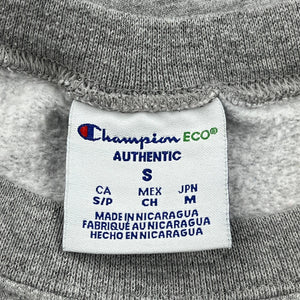 Champion ECO®
AUTHENTIC
S
CA MEX JPN
S/P CH M
MADE IN NICARAGUA
FABRIQUÉ AU NICARAGUA
HECHO EN NICARAGUA